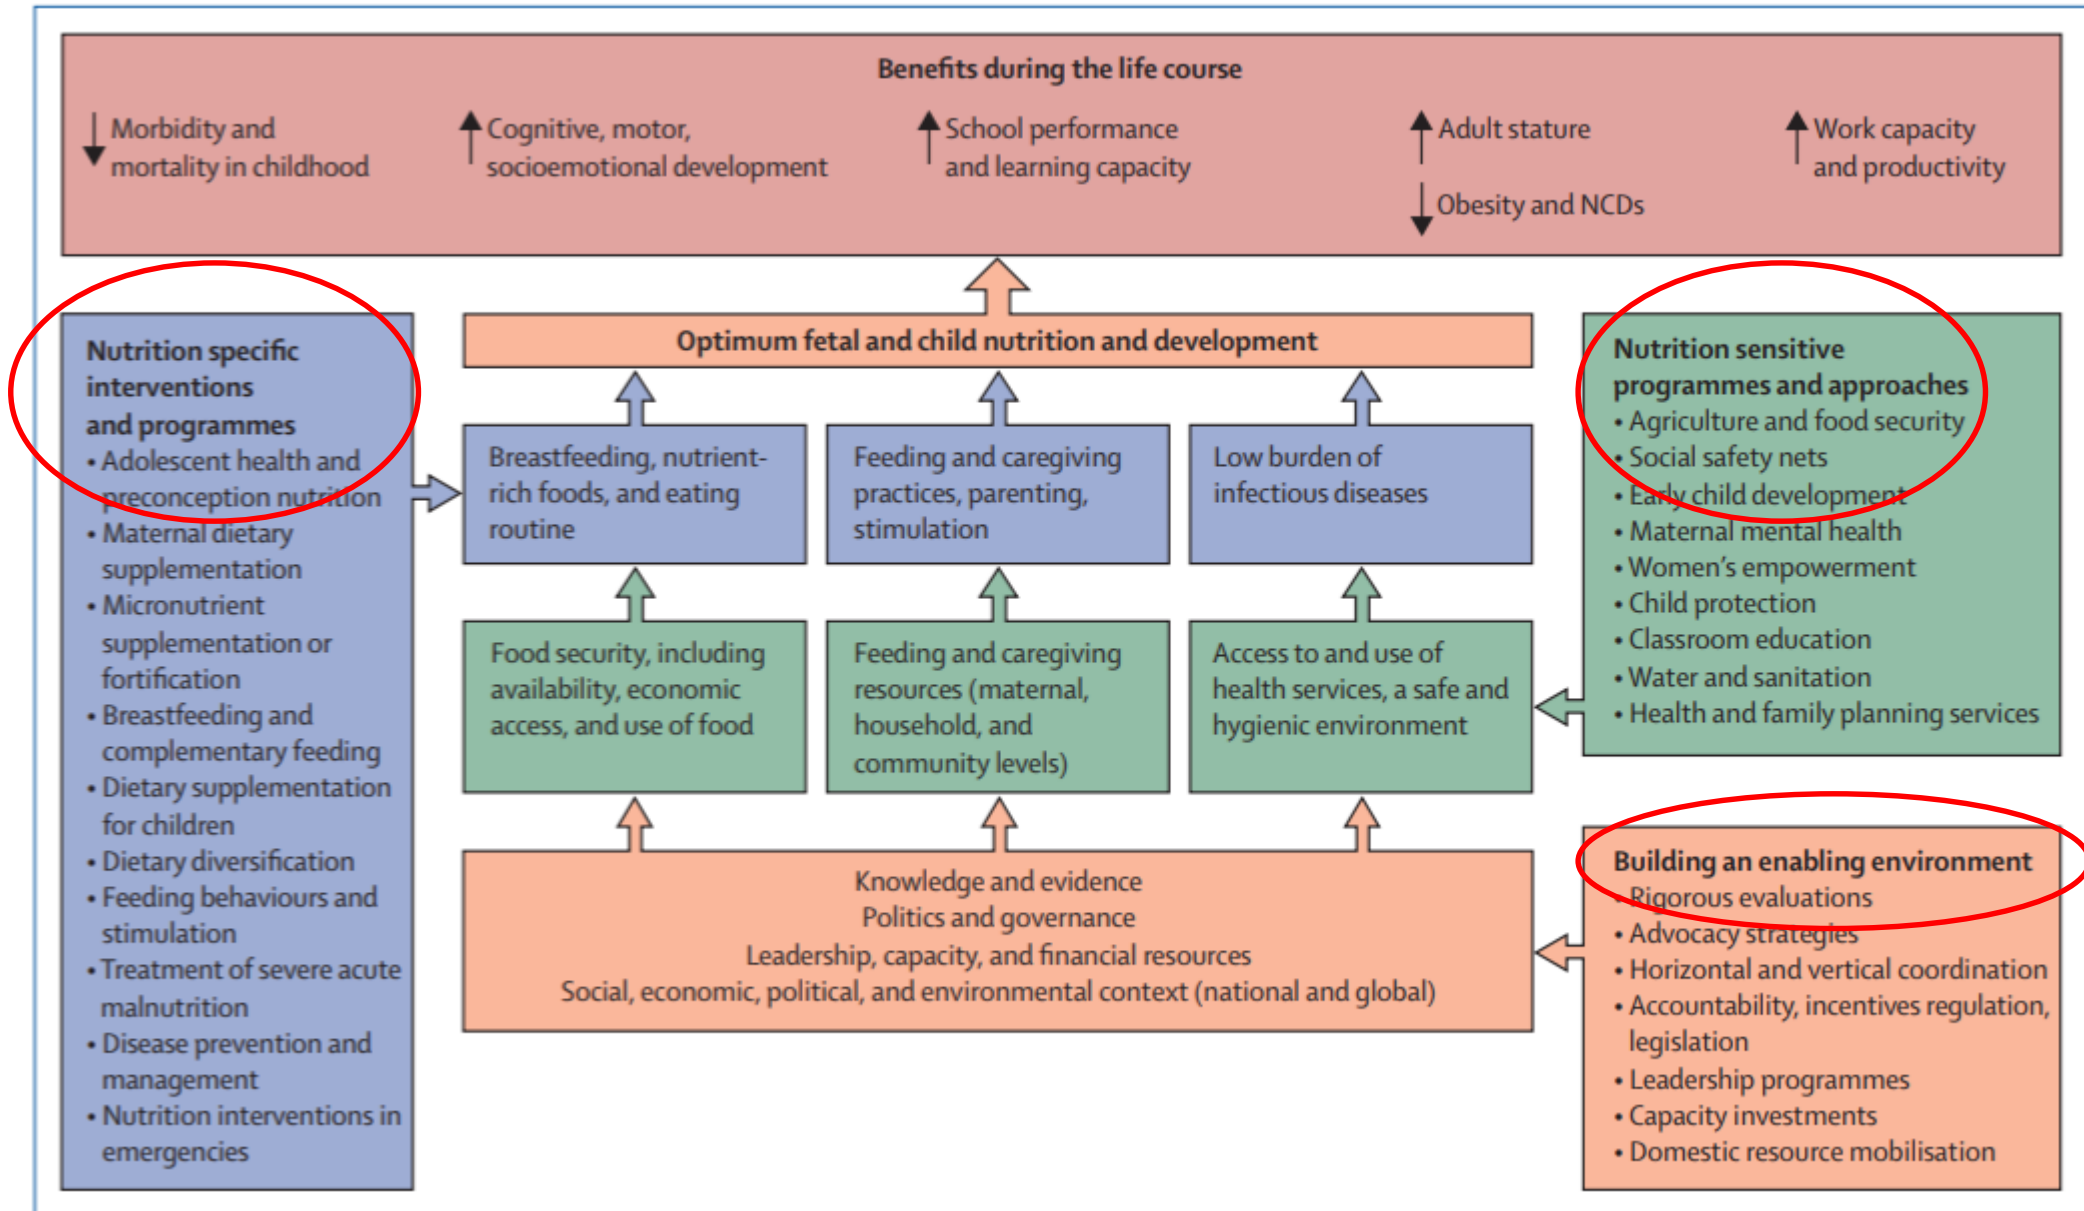 Benefits during the life course
Morbidity and
mortality in childhood
Cognitive, motor,
socioemotional development
School performance
and learning capacity
Adult stature
Obesity and NCDs
Work capacity
and productivity
Nutrition specific
interventions
and programmes
• Adolescent health and
preconception nutrition
• Maternal dietary
supplementation
• Micronutrient
supplementation or
fortification
• Breastfeeding and
complementary feeding
• Dietary supplementation
for children
• Dietary diversification
• Feeding behaviours and
stimulation
• Treatment of severe acute
malnutrition
• Disease prevention and
management
• Nutrition interventions in
emergencies
Optimum fetal and child nutrition and development
Breastfeeding, nutrient-
rich foods, and eating
routine
Feeding and caregiving
practices, parenting,
stimulation
Low burden of
infectious diseases
Food security, including
availability, economic
access, and use of food
Feeding and caregiving
resources (maternal,
household, and
community levels)
Access to and use of
health services, a safe and
hygienic environment
Knowledge and evidence
Politics and governance
Leadership, capacity, and financial resources
Social, economic, political, and environmental context (national and global)
Nutrition sensitive
programmes and approaches
• Agriculture and food security
• Social safety nets
• Early child development
• Maternal mental health
• Women's empowerment
• Child protection
• Classroom education
• Water and sanitation
• Health and family planning services
Building an enabling environment
• Rigorous evaluations
• Advocacy strategies
• Horizontal and vertical coordination
• Accountability, incentives regulation,
legislation
• Leadership programmes
• Capacity investments
• Domestic resource mobilisation